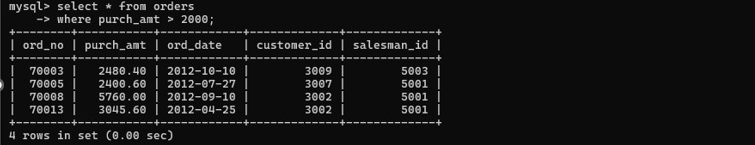 mysql> select * from orders
    -> where purch_amt > 2000;
+--------+-----------+------------+-------------+-------------+
| ord_no | purch_amt | ord_date   | customer_id | salesman_id |
+--------+-----------+------------+-------------+-------------+
|  70003 |   2480.40 | 2012-10-10 |        3009 |        5003 |
|  70005 |   2400.60 | 2012-07-27 |        3007 |        5001 |
|  70008 |   5760.00 | 2012-09-10 |        3002 |        5001 |
|  70013 |   3045.60 | 2012-04-25 |        3002 |        5001 |
+--------+-----------+------------+-------------+-------------+
4 rows in set (0.00 sec)